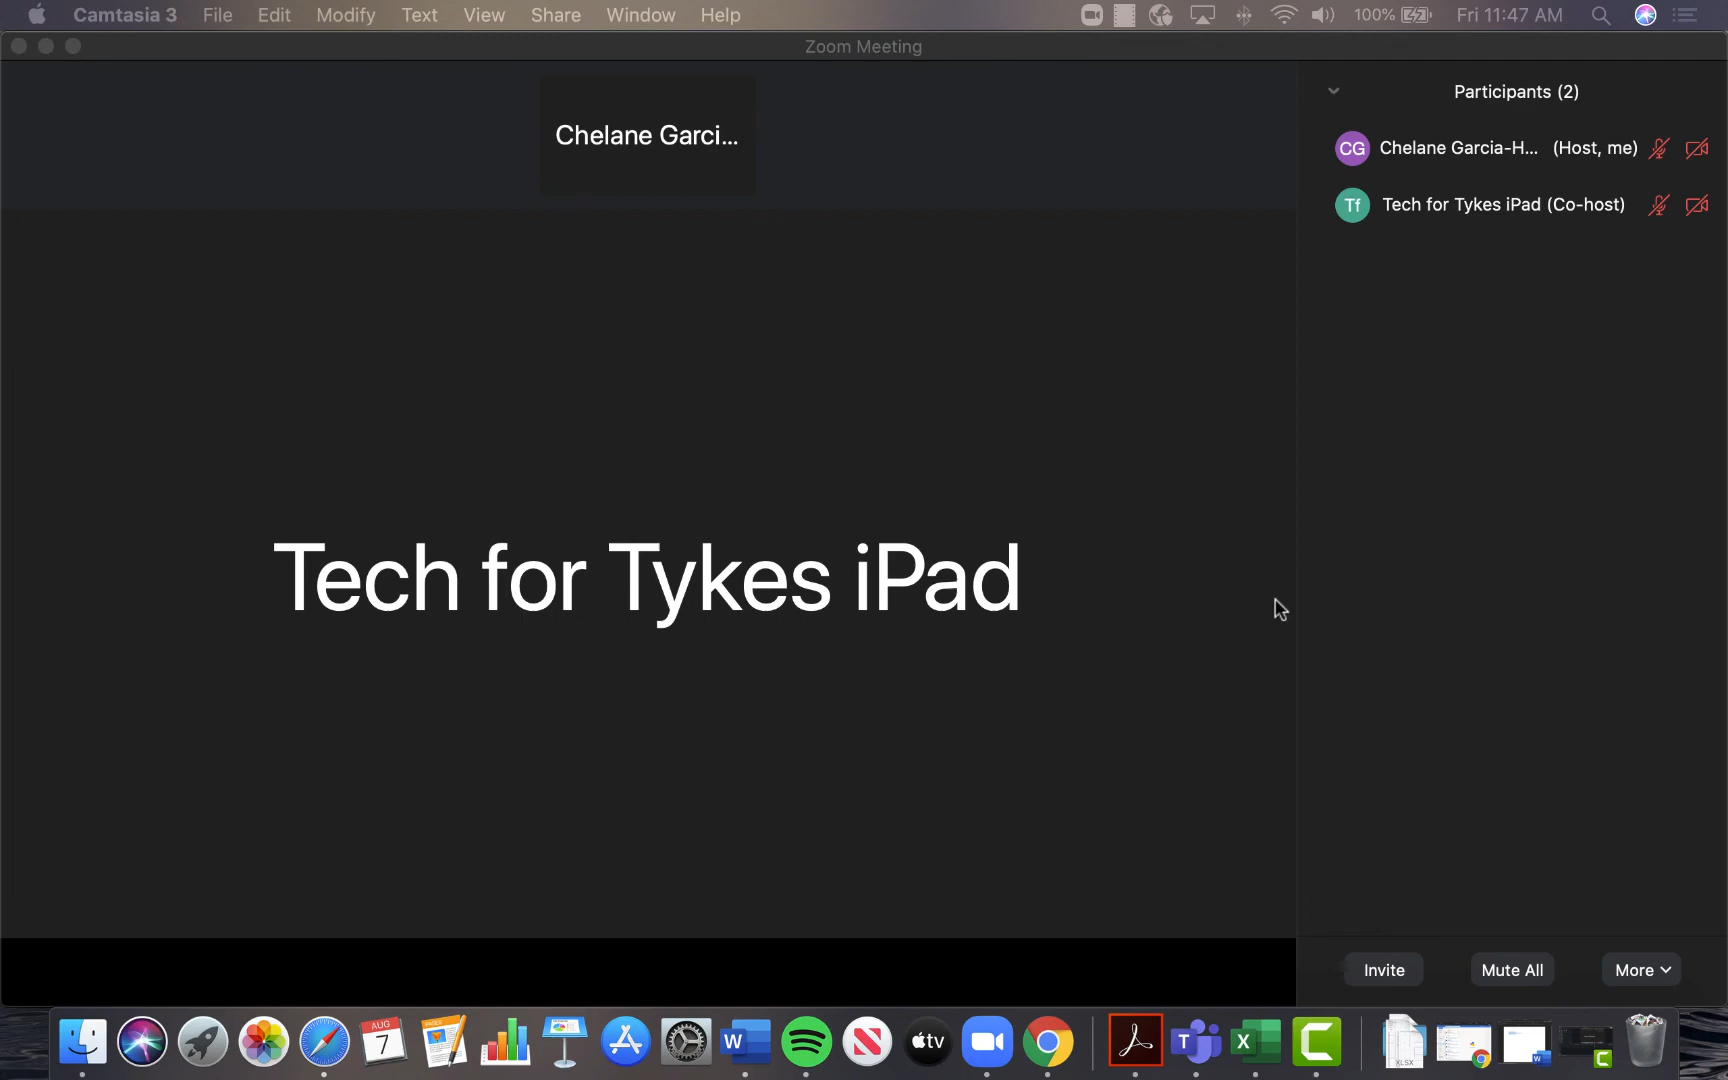 Camtasia 3 File Edit Modify Text View Share Window Help 100% Fri 11:47 AM
Zoom Meeting
Chelane Garci...
Participants (2)
CG Chelane Garcia-H... (Host, me)
Tf Tech for Tykes iPad (Co-host)
Tech for Tykes iPad
Invite Mute All More
AUG
7
PAGES
W
N
tv
T
X
C
XLSX